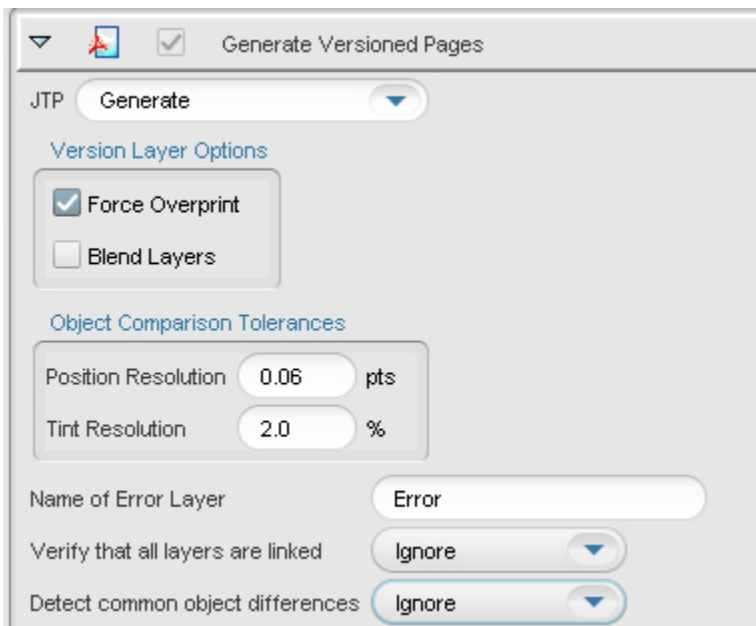 Generate Versioned Pages
JTP Generate
Version Layer Options
Force Overprint
Blend Layers
Object Comparison Tolerances
Position Resolution 0.06 pts
Tint Resolution 2.0 %
Name of Error Layer Error
Verify that all layers are linked Ignore
Detect common object differences Ignore